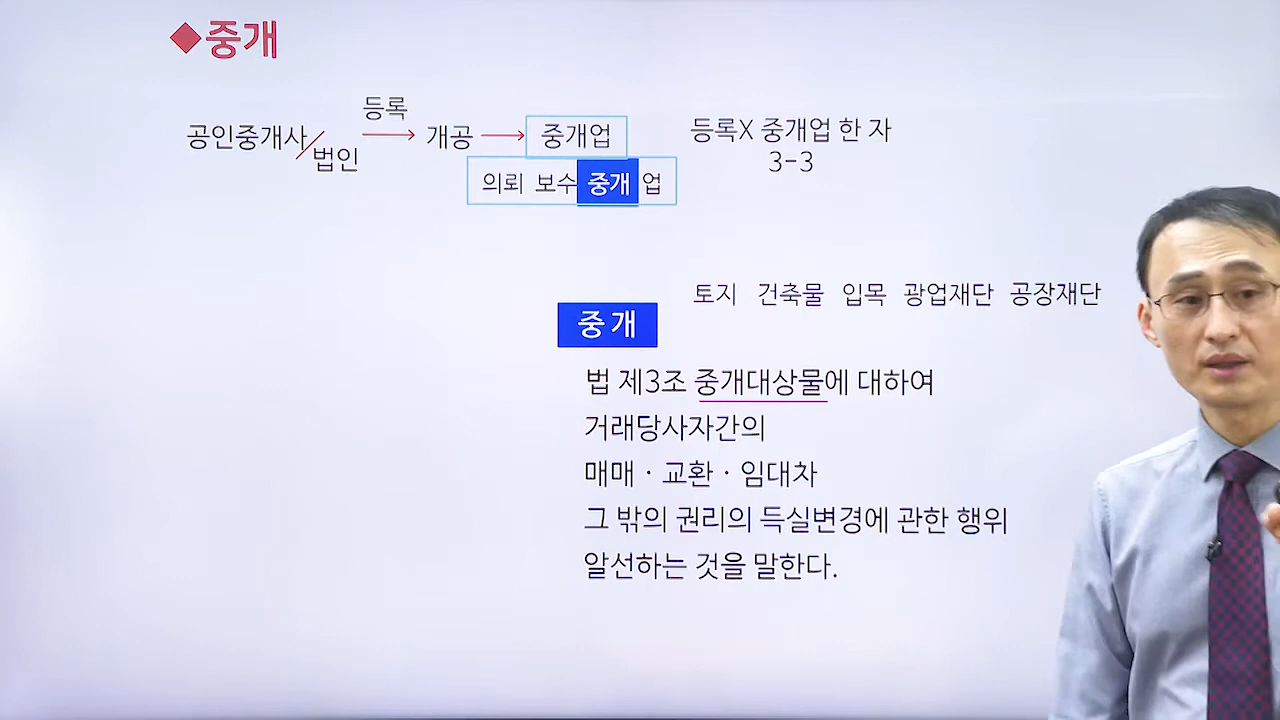 ◆중개
등록
공인중개사/법인 → 개공 → 중개업
등록X 중개업 한 자
3-3
의뢰 보수 중개 업
토지 건축물 입목 광업재단 공장재단
중 개
법 제3조 중개대상물에 대하여
거래당사자간의
매매 · 교환 · 임대차
그 밖의 권리의 득실변경에 관한 행위
알선하는 것을 말한다.